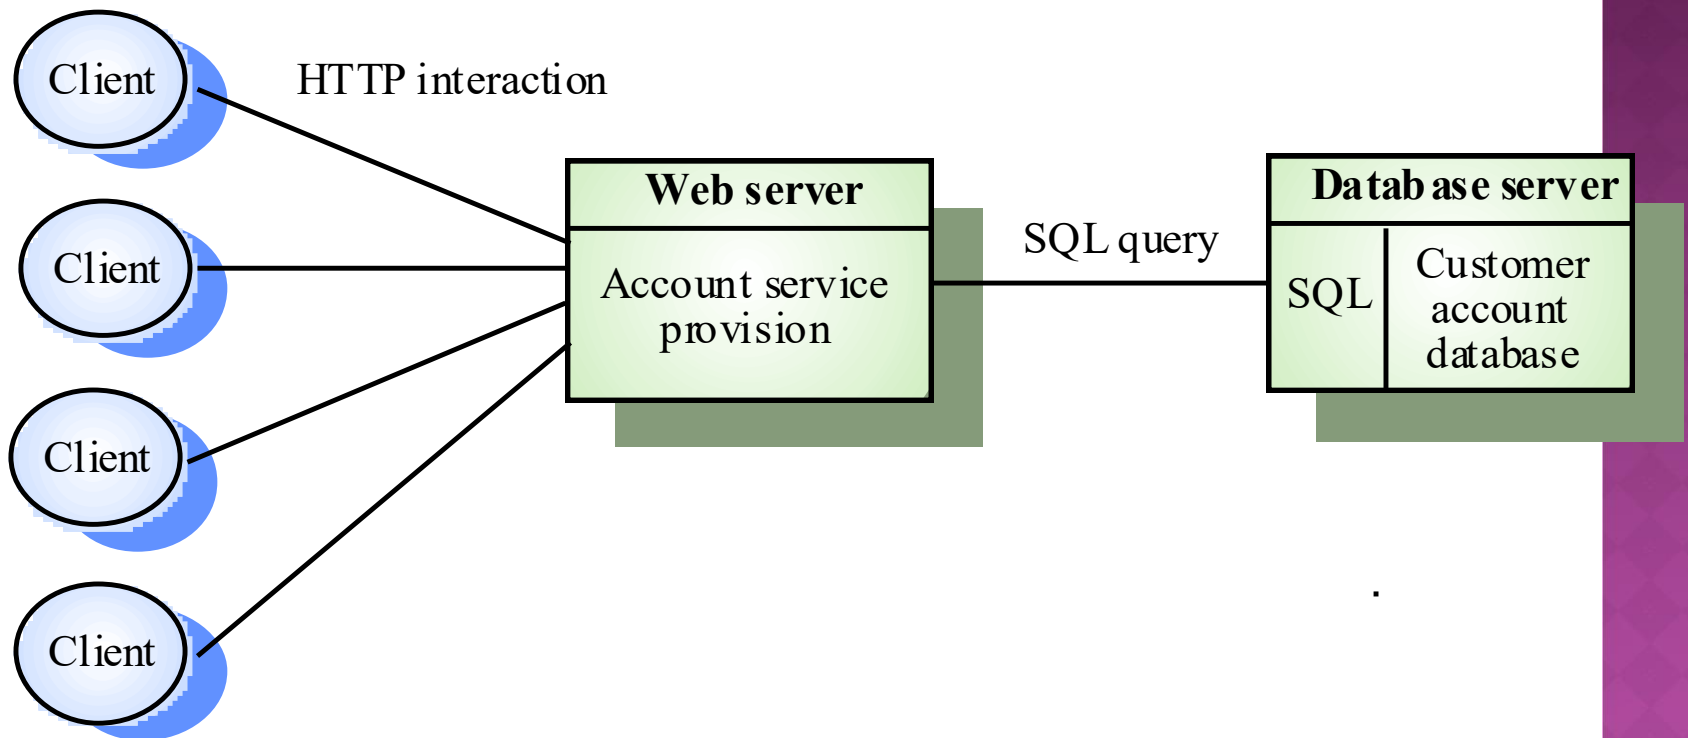 Client
HTTP interaction
Client
Client
Client
Web server
Account service
provision
SQL query
Database server
SQL
Customer
account
database
.